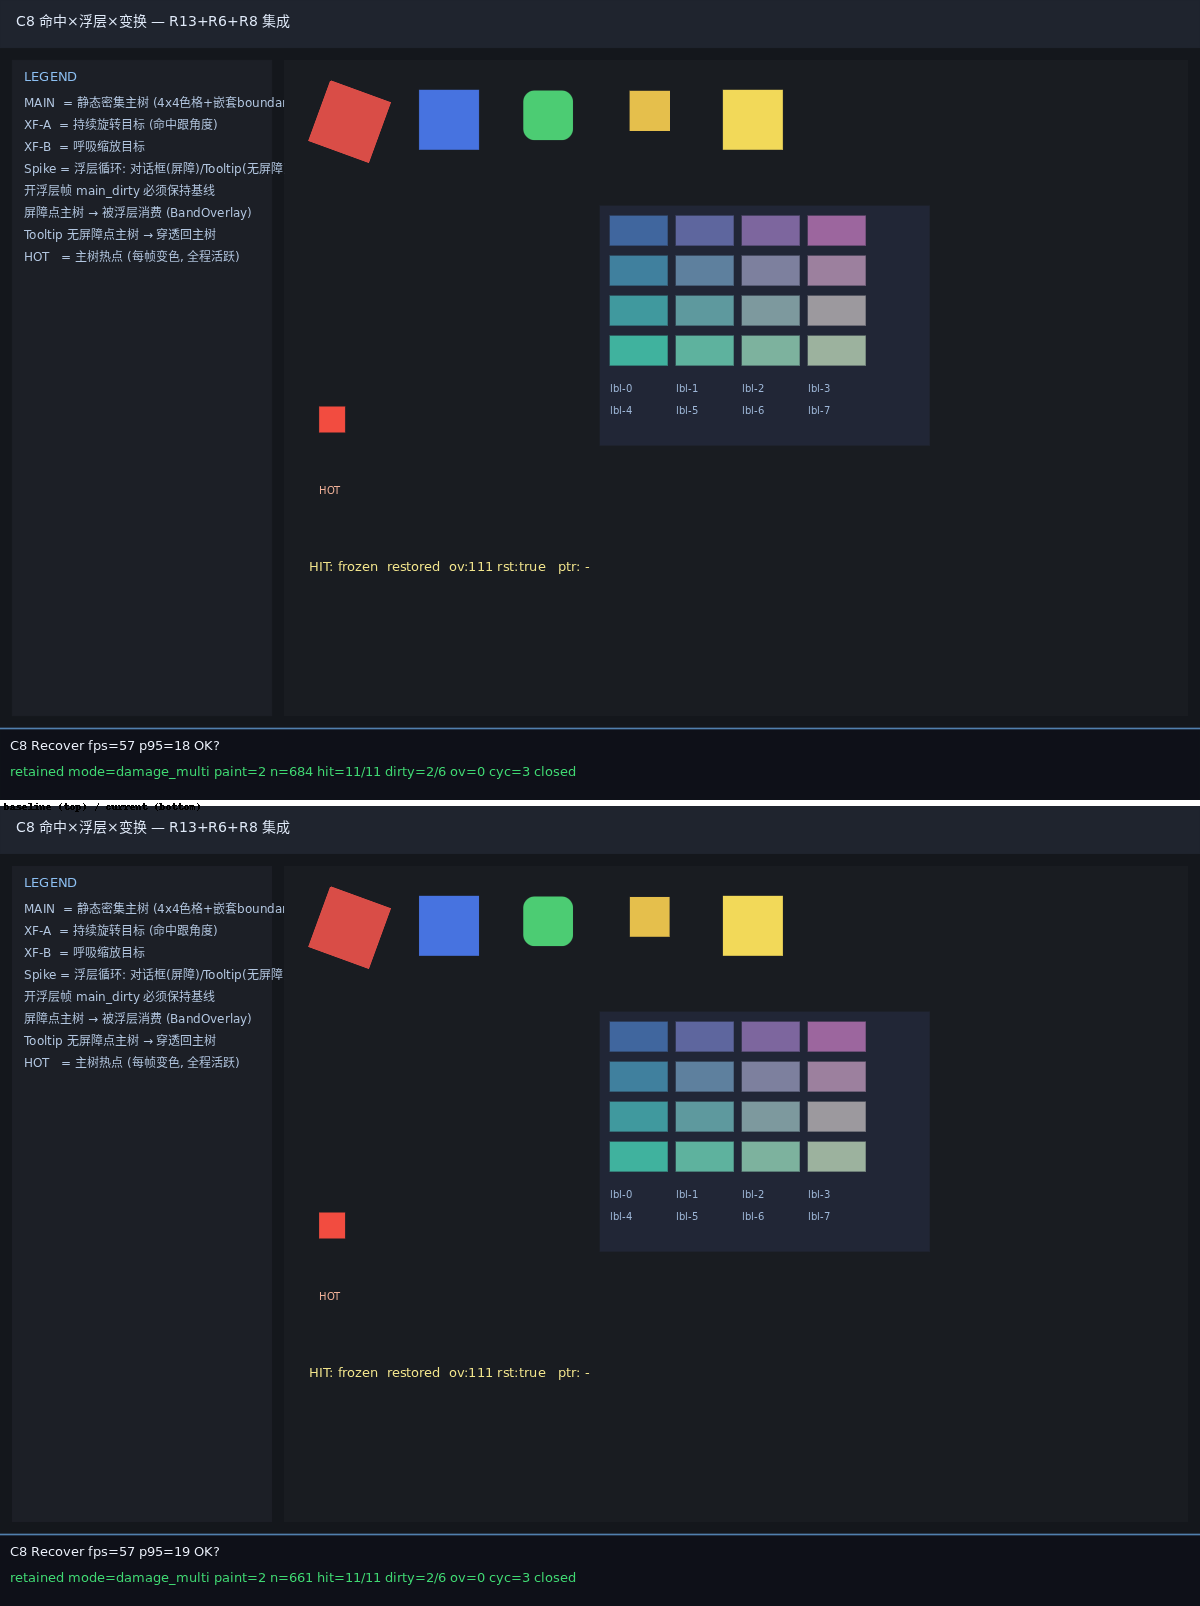 C8 命中×浮层×变换 — R13+R6+R8 集成
LEGEND
MAIN = 静态密集主树 (4x4色格+嵌套boundar
XF-A = 持续旋转目标 (命中跟角度)
XF-B = 呼吸缩放目标
Spike = 浮层循环: 对话框(屏障)/Tooltip(无屏障
开浮层帧 main_dirty 必须保持基线
屏障点主树 → 被浮层消费 (BandOverlay)
Tooltip 无屏障点主树 → 穿透回主树
HOT = 主树热点 (每帧变色, 全程活跃)
lbl-0 lbl-1 lbl-2 lbl-3
lbl-4 lbl-5 lbl-6 lbl-7
HOT
HIT: frozen restored ov:111 rst:true ptr: -
C8 Recover fps=57 p95=18 OK?
retained mode=damage_multi paint=2 n=684 hit=11/11 dirty=2/6 ov=0 cyc=3 closed
baseline (top) / current (bottom)
C8 命中×浮层×变换 — R13+R6+R8 集成
LEGEND
MAIN = 静态密集主树 (4x4色格+嵌套boundar
XF-A = 持续旋转目标 (命中跟角度)
XF-B = 呼吸缩放目标
Spike = 浮层循环: 对话框(屏障)/Tooltip(无屏障
开浮层帧 main_dirty 必须保持基线
屏障点主树 → 被浮层消费 (BandOverlay)
Tooltip 无屏障点主树 → 穿透回主树
HOT = 主树热点 (每帧变色, 全程活跃)
lbl-0 lbl-1 lbl-2 lbl-3
lbl-4 lbl-5 lbl-6 lbl-7
HOT
HIT: frozen restored ov:111 rst:true ptr: -
C8 Recover fps=57 p95=19 OK?
retained mode=damage_multi paint=2 n=661 hit=11/11 dirty=2/6 ov=0 cyc=3 closed